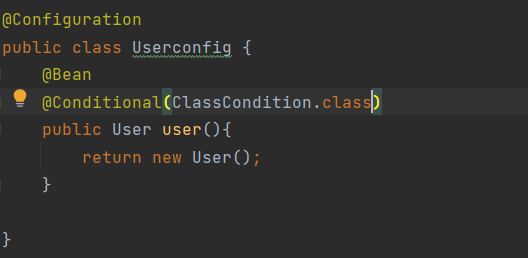 @Configuration
public class Userconfig {
@Bean
@Conditional(ClassCondition.class)
public User user(){
return new User();
}
}